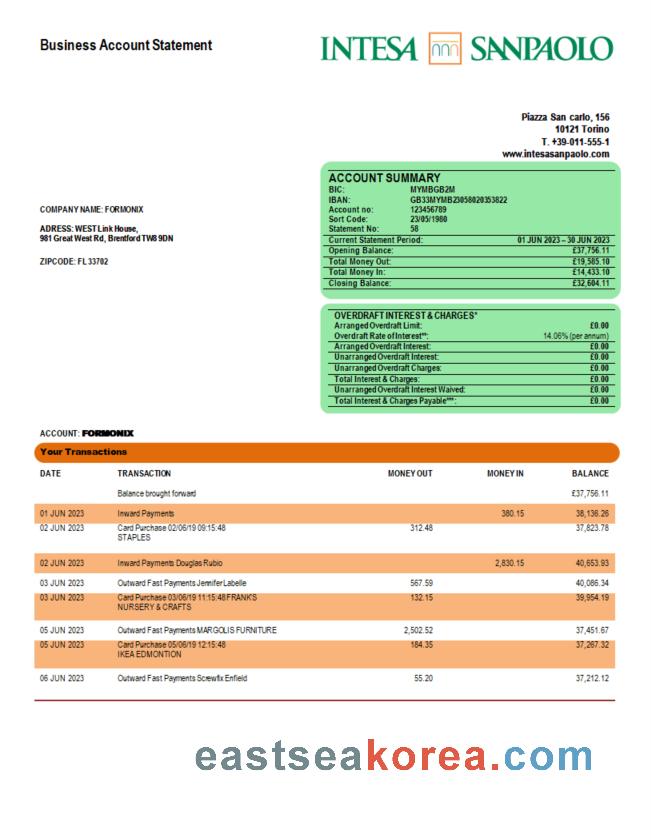 Business Account Statement
INTESA SANPAOLO
Piazza San carlo, 156
10121 Torino
T. +39-011-555-1
www.intesasanpaolo.com
ACCOUNT SUMMARY
BIC: MYMBGB2M
IBAN: GB33MYMB23058020353822
Account no: 123456789
Sort Code: 23/05/1980
Statement No: 58
Current Statement Period: 01 JUN 2023 – 30 JUN 2023
Opening Balance: £37,756.11
Total Money Out: £19,585.10
Total Money In: £14,433.10
Closing Balance: £32,604.11
COMPANY NAME: FORMONIX
ADRESS: WEST Link House,
981 Great West Rd, Brentford TW8 9DN
ZIPCODE: FL 33702
OVERDRAFT INTEREST & CHARGES*
Arranged Overdraft Limit: £0.00
Overdraft Rate of Interest**: 14.06% (per annum)
Arranged Overdraft Interest: £0.00
Unarranged Overdraft Interest: £0.00
Unarranged Overdraft Charges: £0.00
Total Interest & Charges: £0.00
Unarranged Overdraft Interest Waived: £0.00
Total Interest & Charges Payable***: £0.00
ACCOUNT: FORMONIX
Your Transactions
DATE TRANSACTION MONEY OUT MONEY IN BALANCE
Balance brought forward £37,756.11
01 JUN 2023 Inward Payments 380.15 38,136.26
02 JUN 2023 Card Purchase 02/06/19 09:15:48 312.48 37,823.78
STAPLES
02 JUN 2023 Inward Payments Douglas Rubio 2,830.15 40,653.93
03 JUN 2023 Outward Fast Payments Jennifer Labelle 567.59 40,086.34
03 JUN 2023 Card Purchase 03/06/19 11:15:48 FRANK'S 132.15 39,954.19
NURSERY & CRAFTS
05 JUN 2023 Outward Fast Payments MARGOLIS FURNITURE 2,502.52 37,451.67
05 JUN 2023 Card Purchase 05/06/19 12:15:48 184.35 37,267.32
IKEA EDMONTION
06 JUN 2023 Outward Fast Payments Screwfix Enfield 55.20 37,212.12
eastseakorea.com